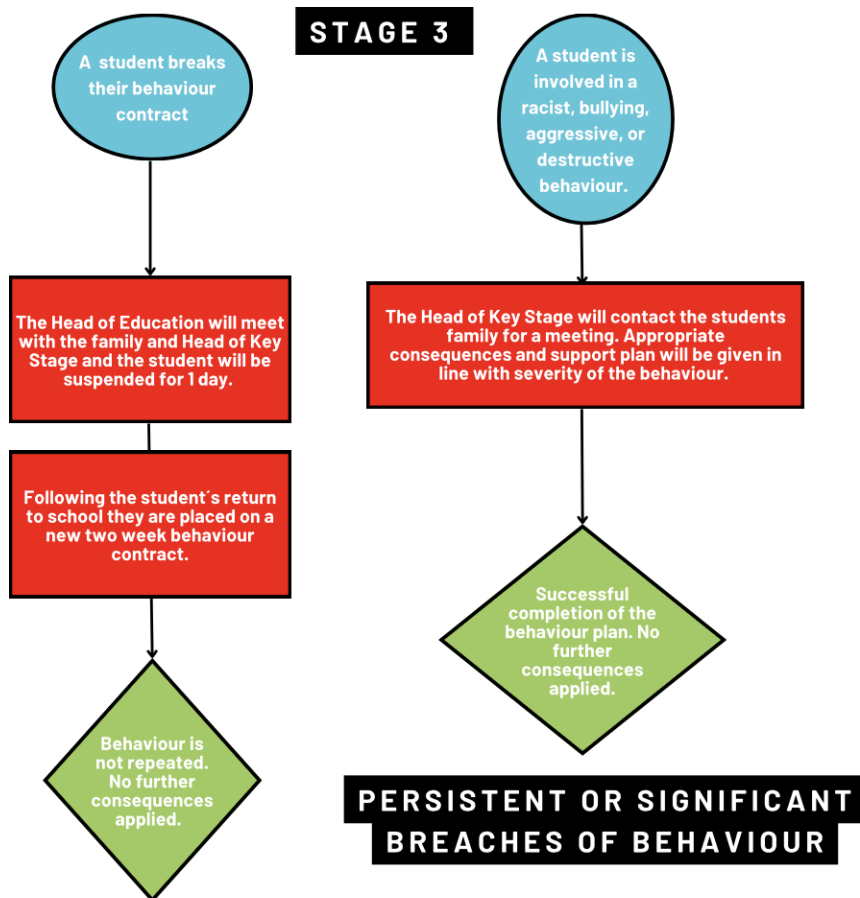 STAGE 3
A student breaks
their behaviour
contract
The Head of Education will meet
with the family and Head of Key
Stage and the student will be
suspended for 1 day.
Following the student´s return
to school they are placed on a
new two week behaviour
contract.
Behaviour is
not repeated.
No further
consequences
applied.
A student is
involved in a
racist, bullying,
aggressive, or
destructive
behaviour.
The Head of Key Stage will contact the students
family for a meeting. Appropriate
consequences and support plan will be given in
line with severity of the behaviour.
Successful
completion of the
behaviour plan. No
further
consequences
applied.
PERSISTENT OR SIGNIFICANT
BREACHES OF BEHAVIOUR